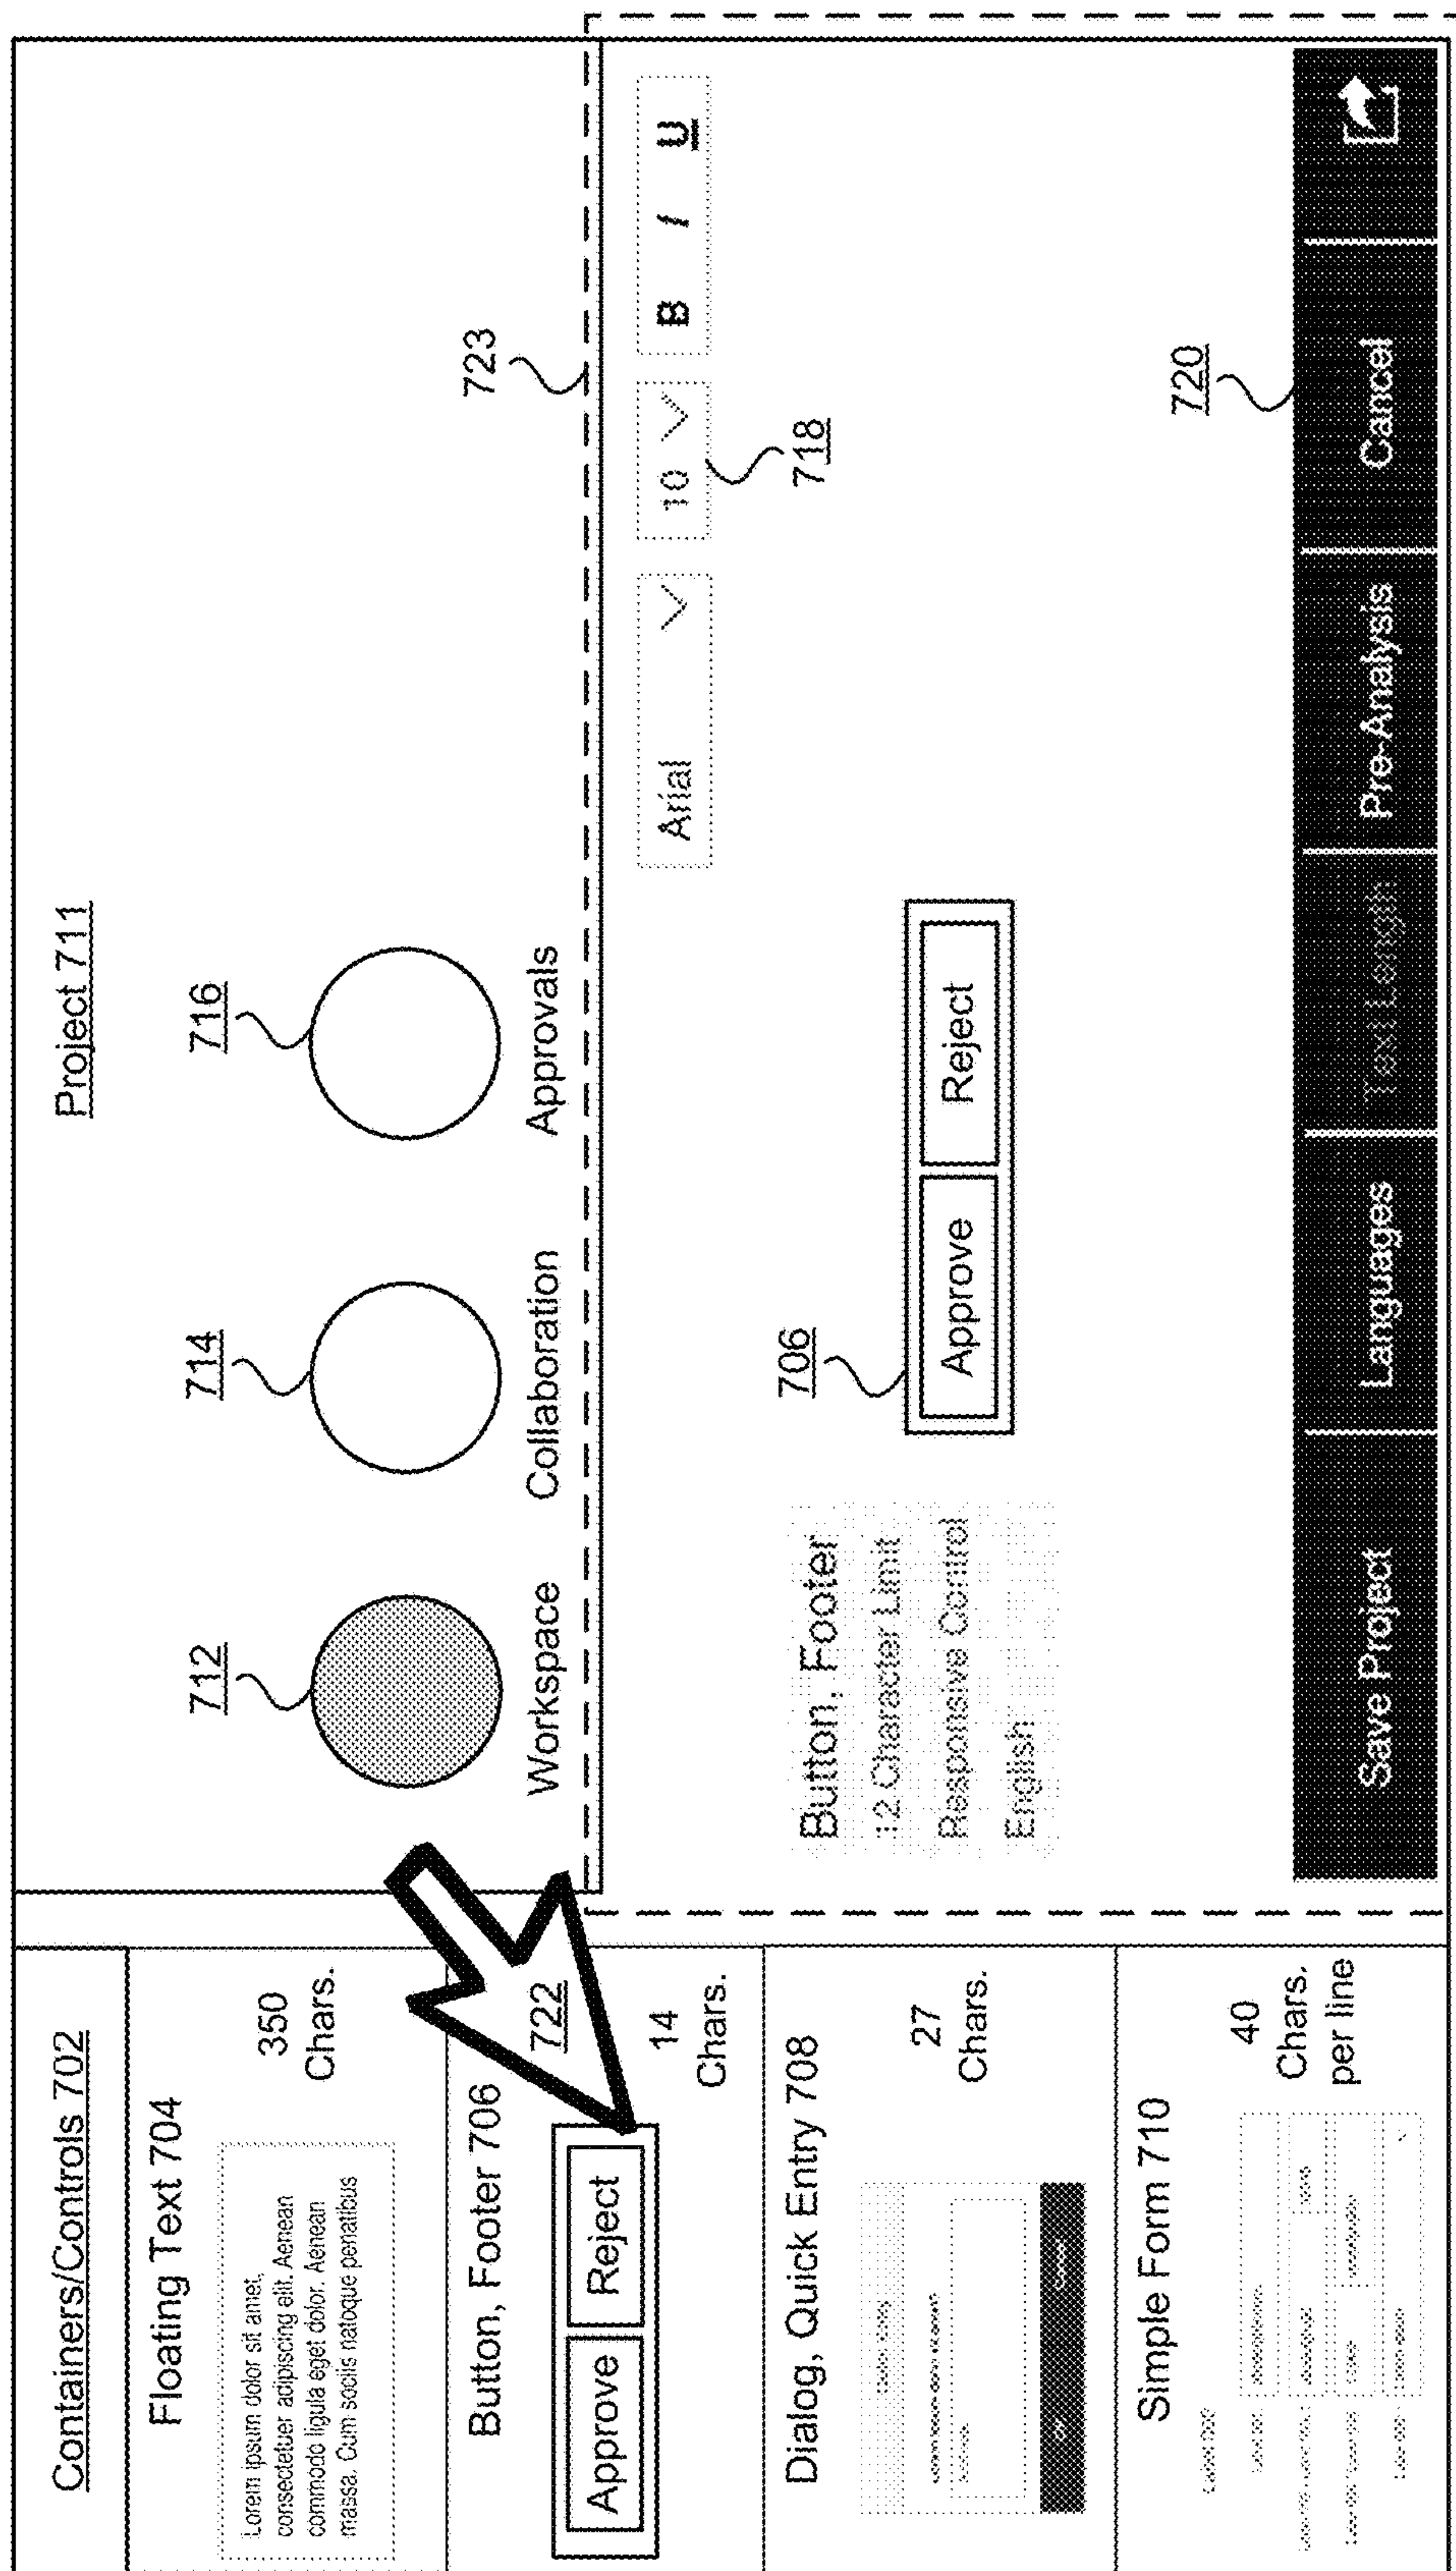 Containers/Controls 702
Floating Text 704
Lorem ipsum dolor sit amet,
consectetuer adipiscing elit. Aenean
commodo ligula eget dolor. Aenean
massa. Cum sociis natoque penatibus
350
Chars.
Button, Footer 706
722
Approve
Reject
14
Chars.
Dialog, Quick Entry 708
27
Chars.
Simple Form 710
40
Chars.
per line
Project 711
712
714
716
Workspace
Collaboration
Approvals
723
Arial
10
B I U
718
Button, Footer
12 Character Limit
Responsive Control
English
706
Approve
Reject
720
Save Project
Languages
Text Length
Pre-Analysis
Cancel